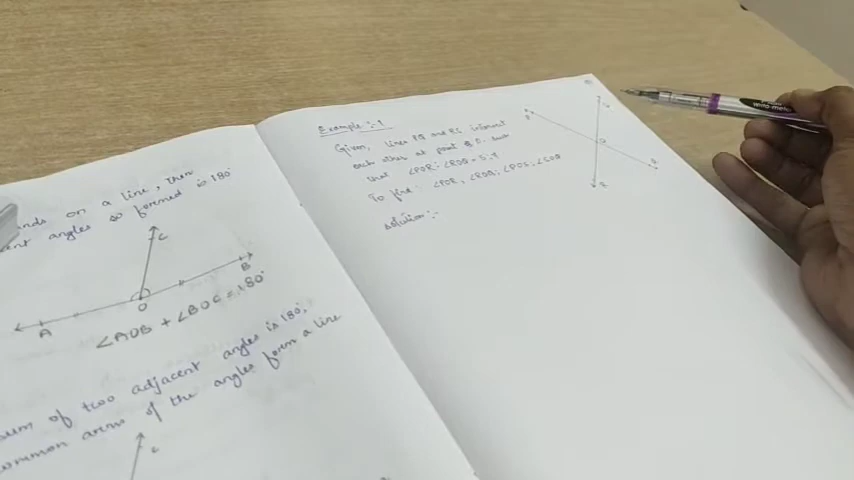 ands on a line, then
ent angles so formed is 180°
C
A
O
B
∠AOB + ∠BOC = 180°
sum of two adjacent angles is 180°,
common arms of the angles form a line
c
Example :- 1
Given, lines PQ and RS intersect
each other at point O. such
that ∠POR : ∠ROQ = 5:7
To find: ∠POR, ∠ROQ, ∠POS, ∠SOQ
solution :-
P
O